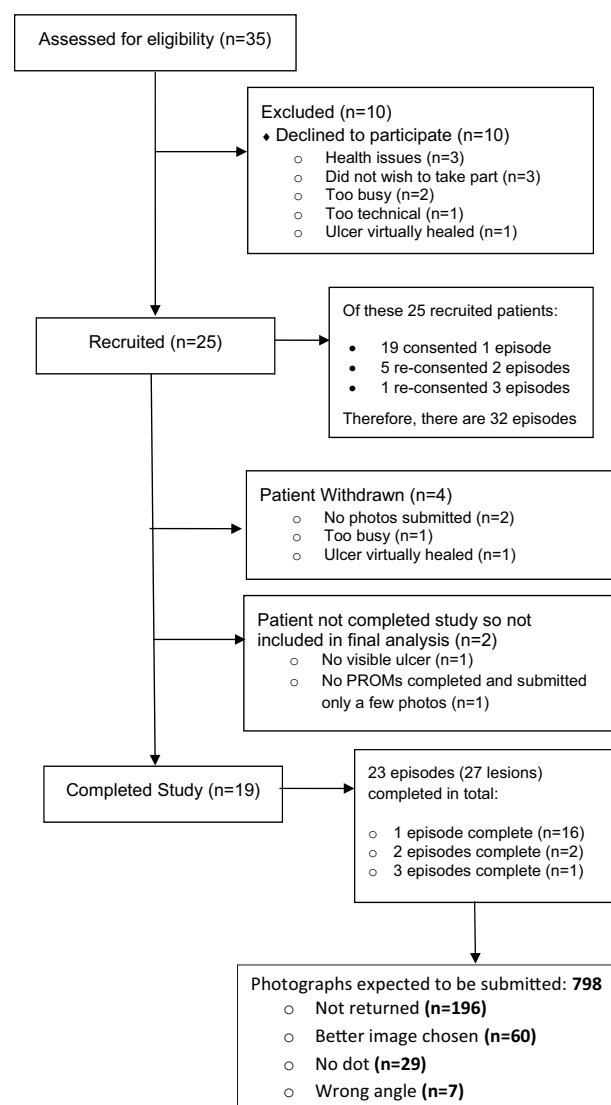 Assessed for eligibility (n=35)
Excluded (n=10)
♦ Declined to participate (n=10)
o Health issues (n=3)
o Did not wish to take part (n=3)
o Too busy (n=2)
o Too technical (n=1)
o Ulcer virtually healed (n=1)
Recruited (n=25)
Of these 25 recruited patients:
• 19 consented 1 episode
• 5 re-consented 2 episodes
• 1 re-consented 3 episodes
Therefore, there are 32 episodes
Patient Withdrawn (n=4)
o No photos submitted (n=2)
o Too busy (n=1)
o Ulcer virtually healed (n=1)
Patient not completed study so not
included in final analysis (n=2)
o No visible ulcer (n=1)
o No PROMs completed and submitted
only a few photos (n=1)
Completed Study (n=19)
23 episodes (27 lesions)
completed in total:
o 1 episode complete (n=16)
o 2 episodes complete (n=2)
o 3 episodes complete (n=1)
Photographs expected to be submitted: 798
o Not returned (n=196)
o Better image chosen (n=60)
o No dot (n=29)
o Wrong angle (n=7)